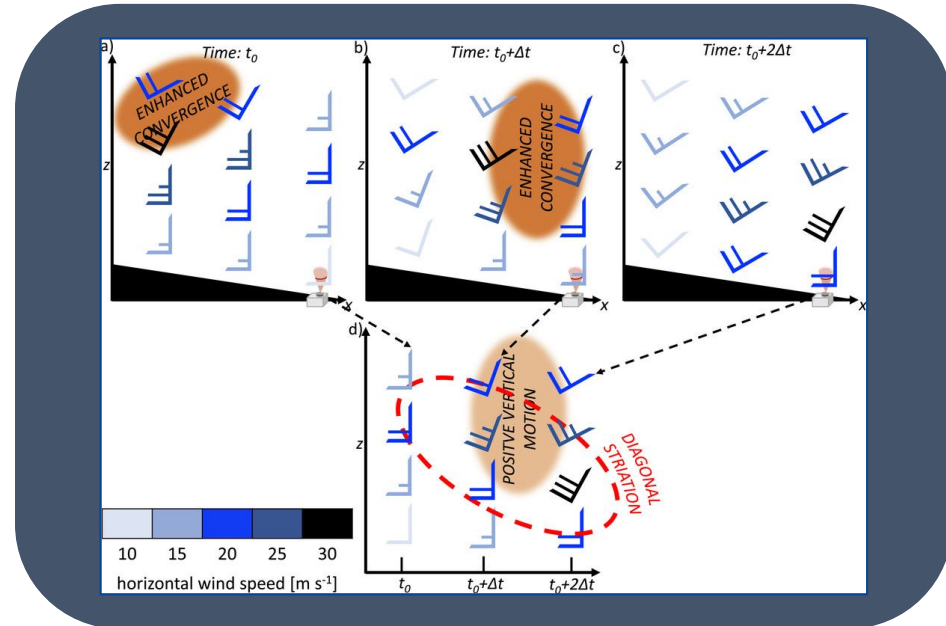 a)
Time: t0
ENHANCED
CONVERGENCE
z
x
b)
Time: t0+Δt
ENHANCED
CONVERGENCE
z
x
c)
Time: t0+2Δt
z
x
d)
POSITVE VERTICAL
MOTION
DIAGONAL
STRIATION
z
t0
t0+Δt
t0+2Δt
10
15
20
25
30
horizontal wind speed [m s-1]